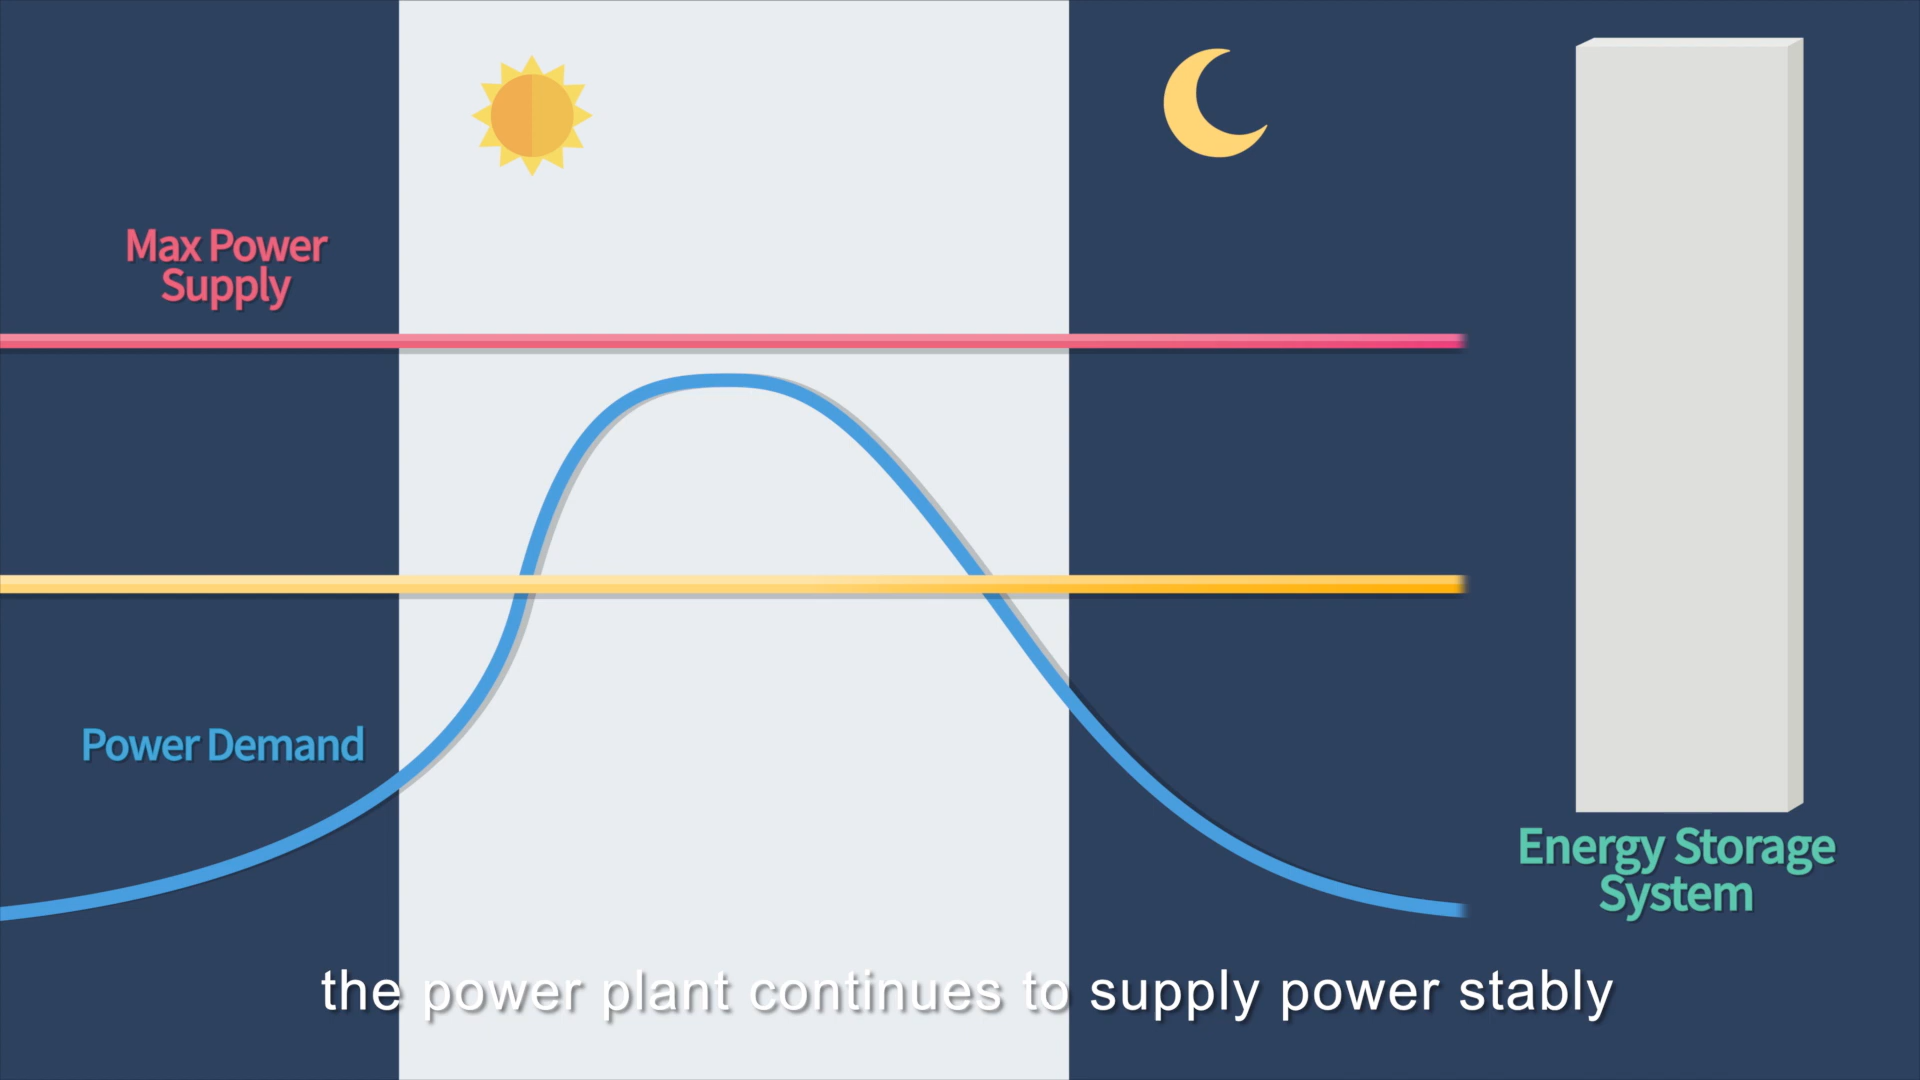 Max Power
Supply
Power Demand
Energy Storage
System
the power plant continues to supply power stably